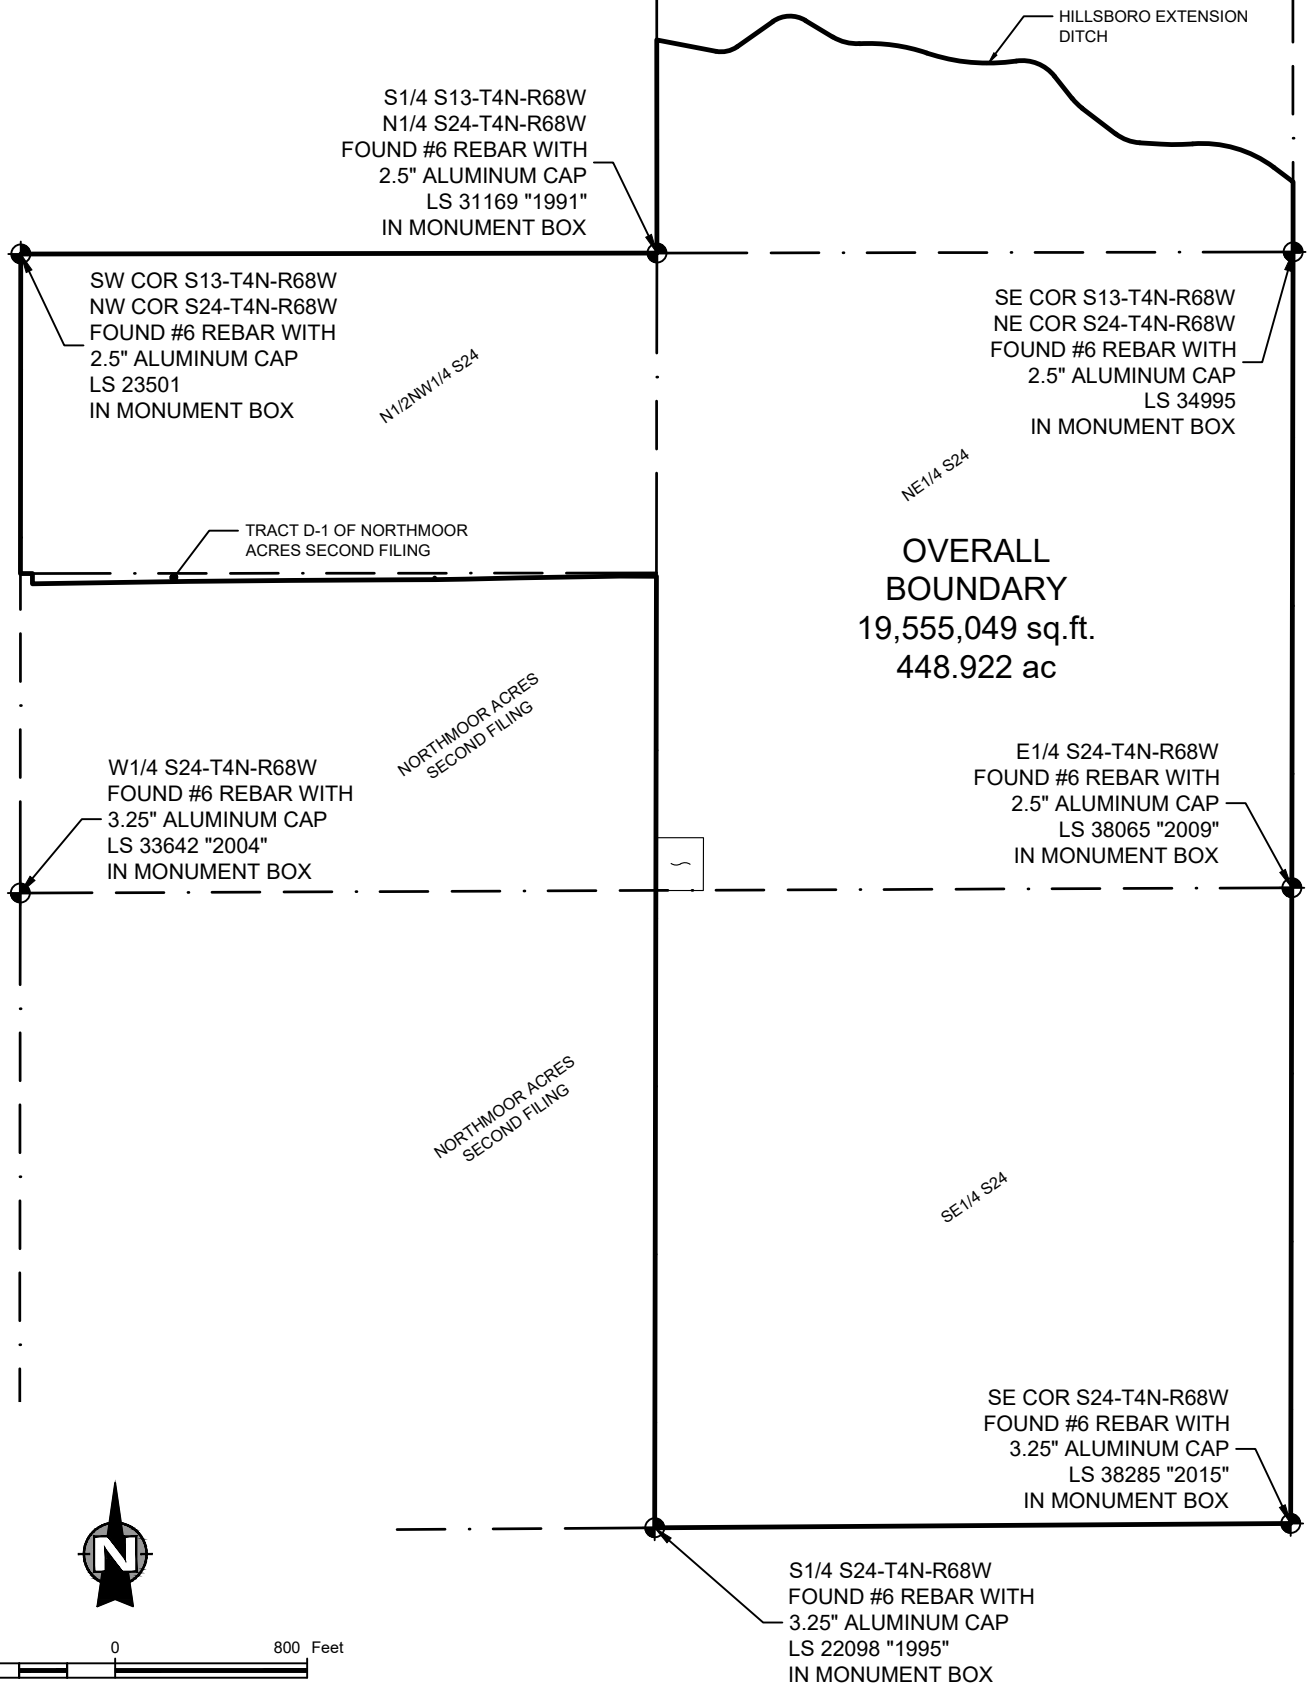 HILLSBORO EXTENSION
DITCH
S1/4 S13-T4N-R68W
N1/4 S24-T4N-R68W
FOUND #6 REBAR WITH
2.5" ALUMINUM CAP
LS 31169 "1991"
IN MONUMENT BOX
SW COR S13-T4N-R68W
NW COR S24-T4N-R68W
FOUND #6 REBAR WITH
2.5" ALUMINUM CAP
LS 23501
IN MONUMENT BOX
SE COR S13-T4N-R68W
NE COR S24-T4N-R68W
FOUND #6 REBAR WITH
2.5" ALUMINUM CAP
LS 34995
IN MONUMENT BOX
N1/2NW1/4 S24
NE1/4 S24
TRACT D-1 OF NORTHMOOR
ACRES SECOND FILING
OVERALL
BOUNDARY
19,555,049 sq.ft.
448.922 ac
NORTHMOOR ACRES
SECOND FILING
W1/4 S24-T4N-R68W
FOUND #6 REBAR WITH
3.25" ALUMINUM CAP
LS 33642 "2004"
IN MONUMENT BOX
E1/4 S24-T4N-R68W
FOUND #6 REBAR WITH
2.5" ALUMINUM CAP
LS 38065 "2009"
IN MONUMENT BOX
NORTHMOOR ACRES
SECOND FILING
SE1/4 S24
SE COR S24-T4N-R68W
FOUND #6 REBAR WITH
3.25" ALUMINUM CAP
LS 38285 "2015"
IN MONUMENT BOX
N
S1/4 S24-T4N-R68W
FOUND #6 REBAR WITH
3.25" ALUMINUM CAP
LS 22098 "1995"
IN MONUMENT BOX
0 800 Feet